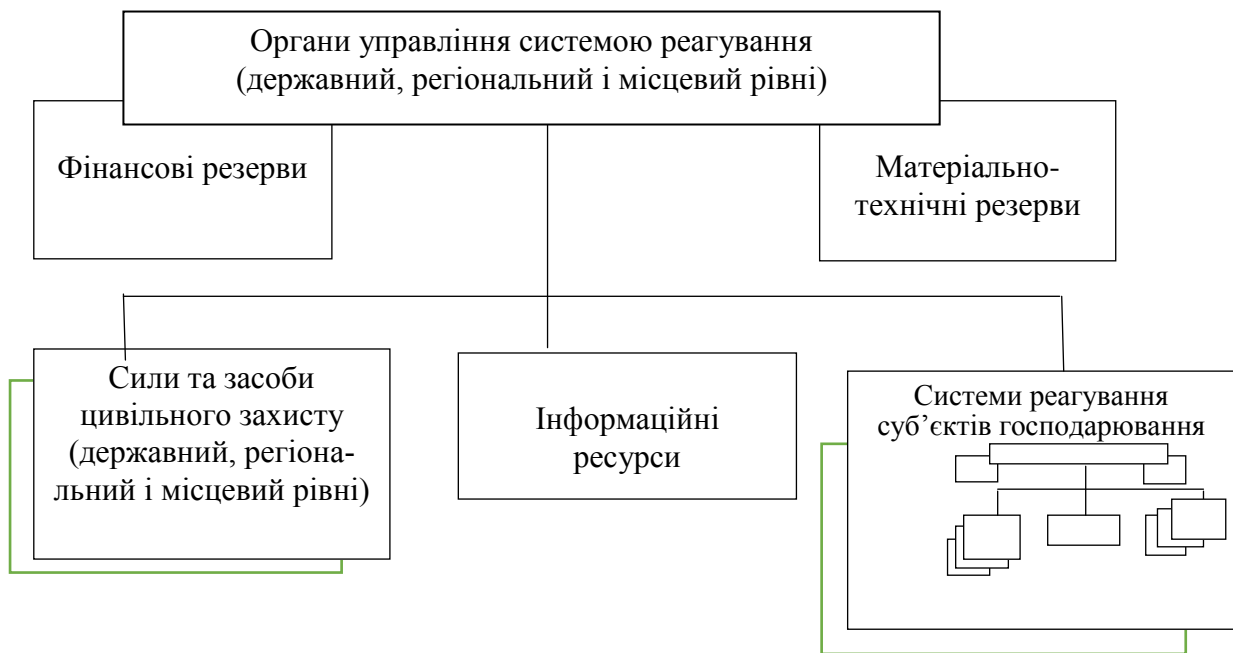 Органи управління системою реагування
(державний, регіональний і місцевий рівні)
Фінансові резерви
Матеріально-
технічні резерви
Сили та засоби
цивільного захисту
(державний, регіона-
льний і місцевий рівні)
Інформаційні
ресурси
Системи реагування
суб’єктів господарювання